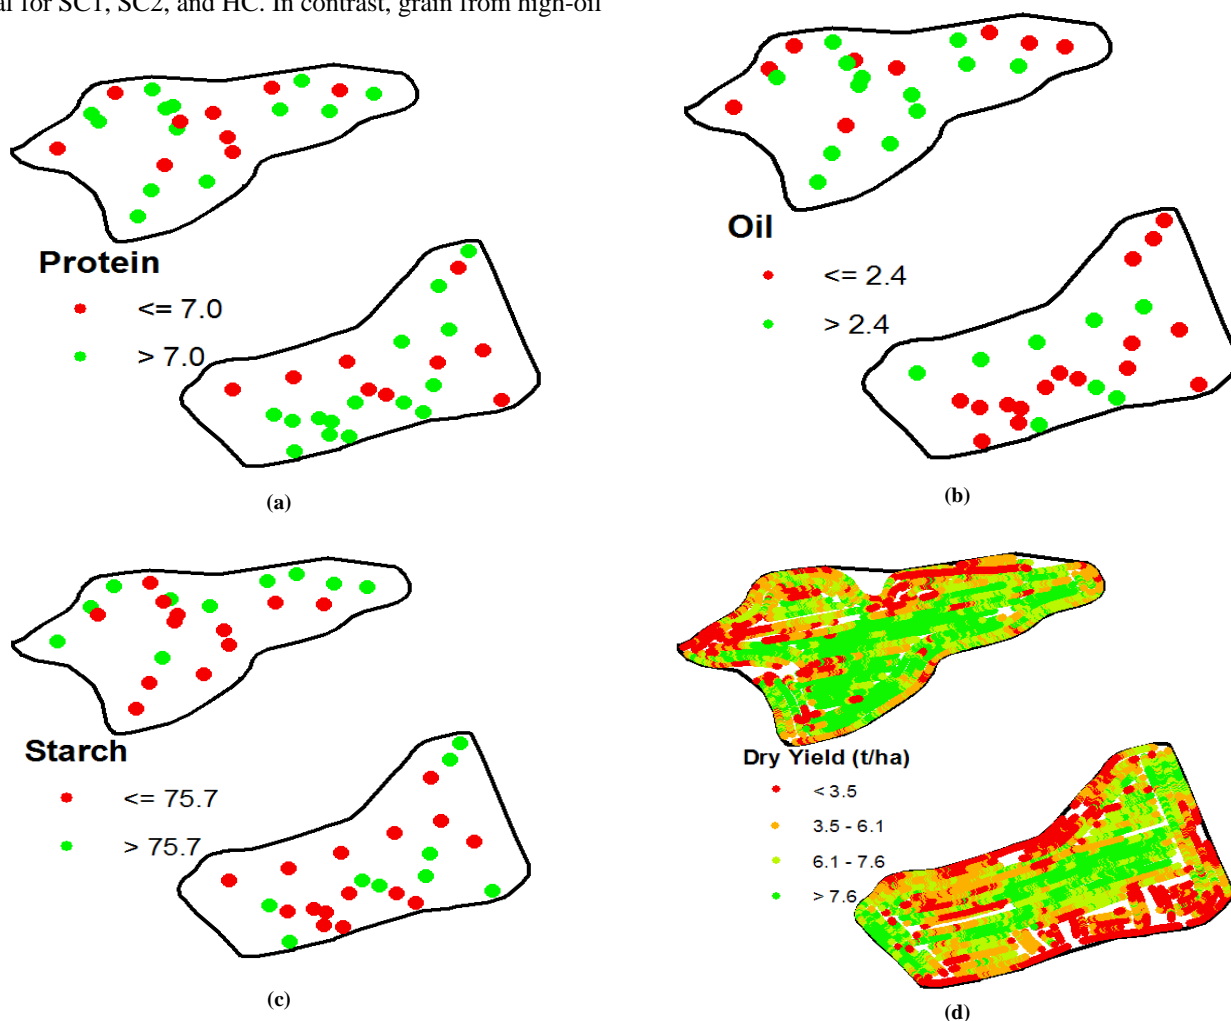 al for SC1, SC2, and HC. In contrast, grain from high-oil
Protein
<= 7.0
> 7.0
(a)
Oil
<= 2.4
> 2.4
(b)
Starch
<= 75.7
> 75.7
(c)
Dry Yield (t/ha)
< 3.5
3.5 - 6.1
6.1 - 7.6
> 7.6
(d)